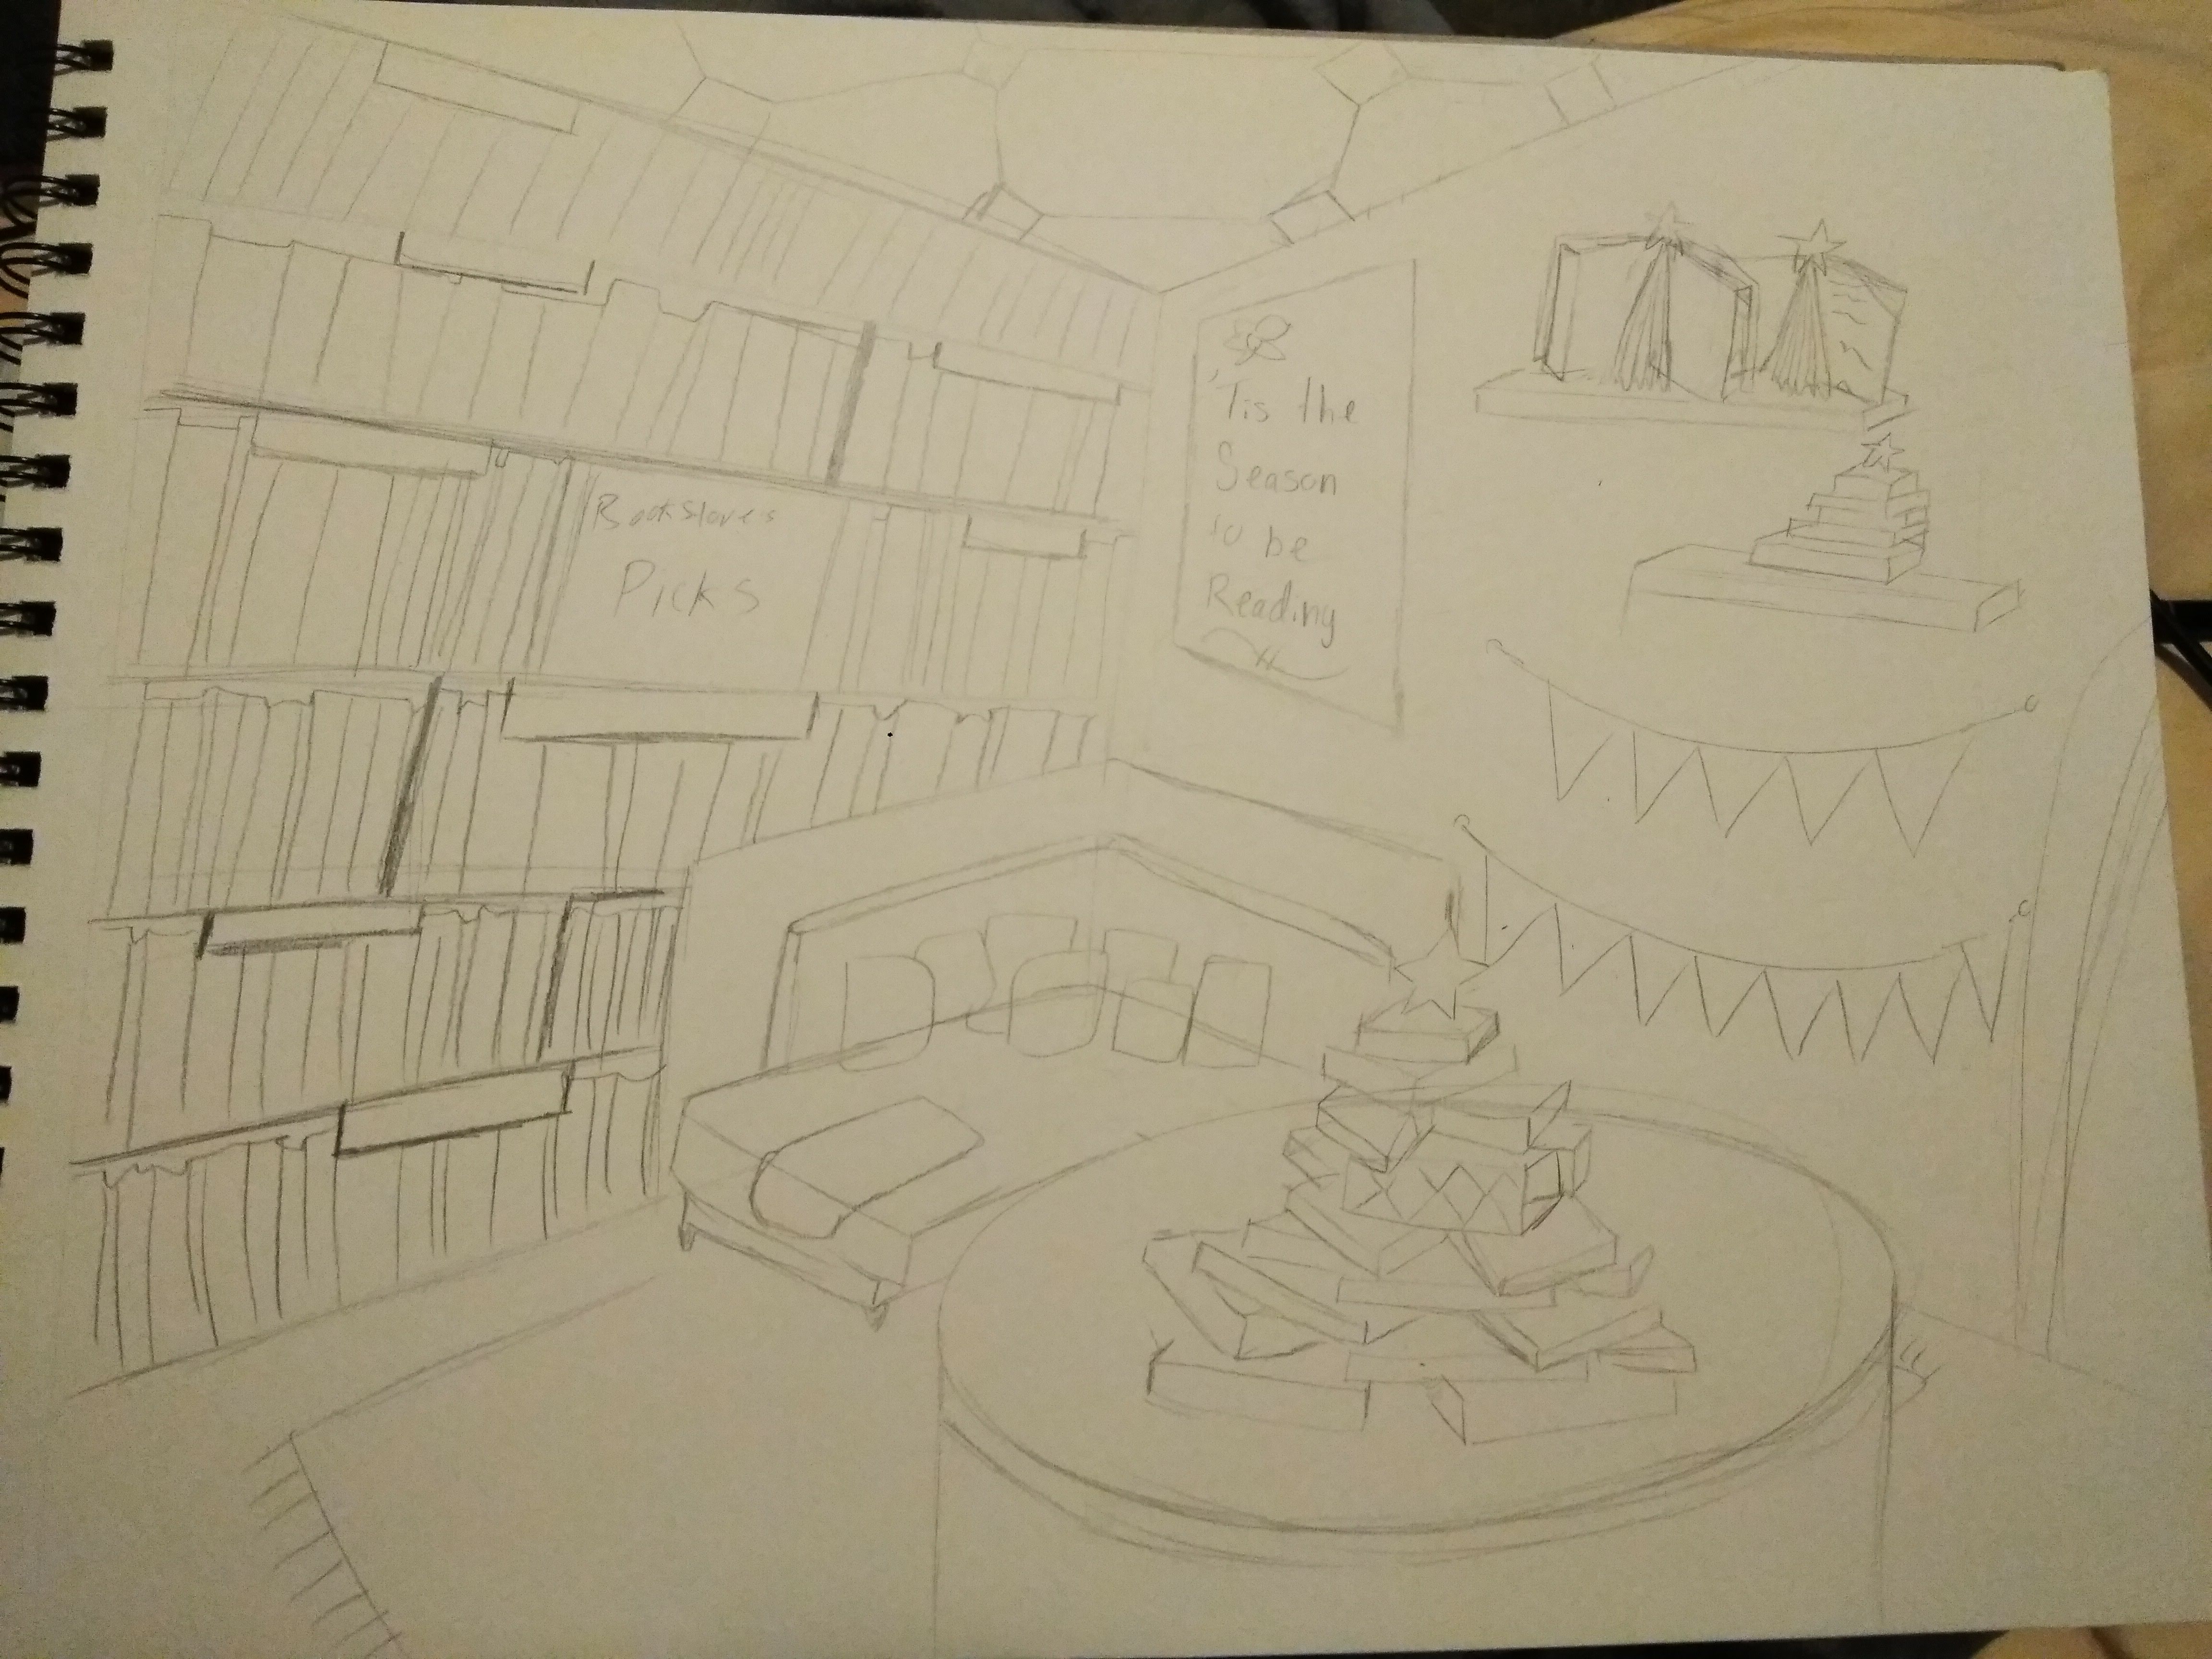 Bookstore's
Picks
'Tis the
Season
to be
Reading